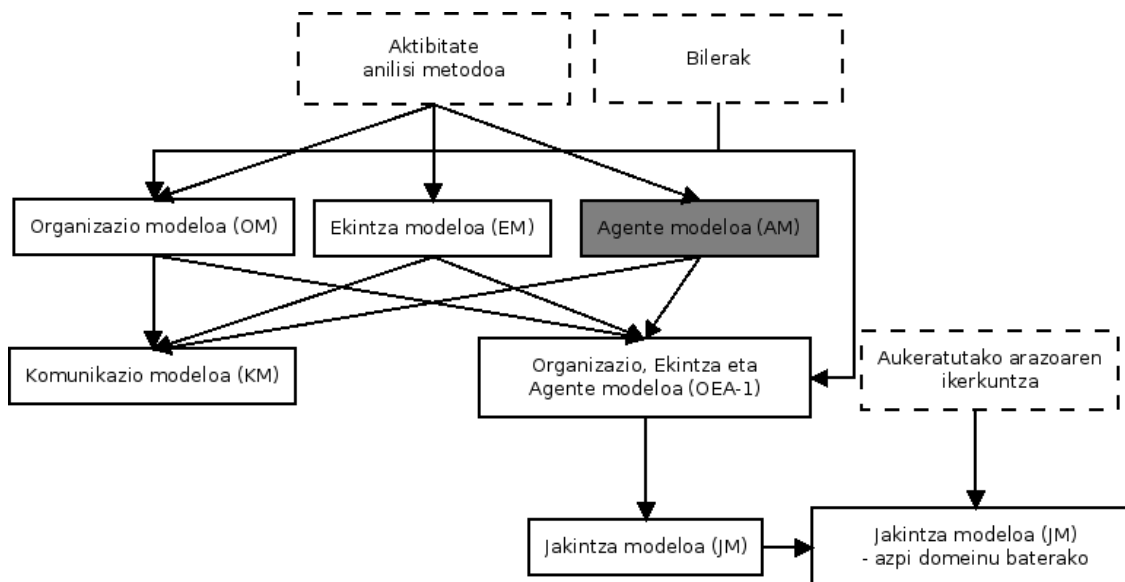 Aktibitate
anilisi metodoa
Bilerak
Organizazio modeloa (OM)
Ekintza modeloa (EM)
Agente modeloa (AM)
Komunikazio modeloa (KM)
Organizazio, Ekintza eta
Agente modeloa (OEA-1)
Aukeratutako arazoaren
ikerkuntza
Jakintza modeloa (JM)
Jakintza modeloa (JM)
- azpi domeinu baterako